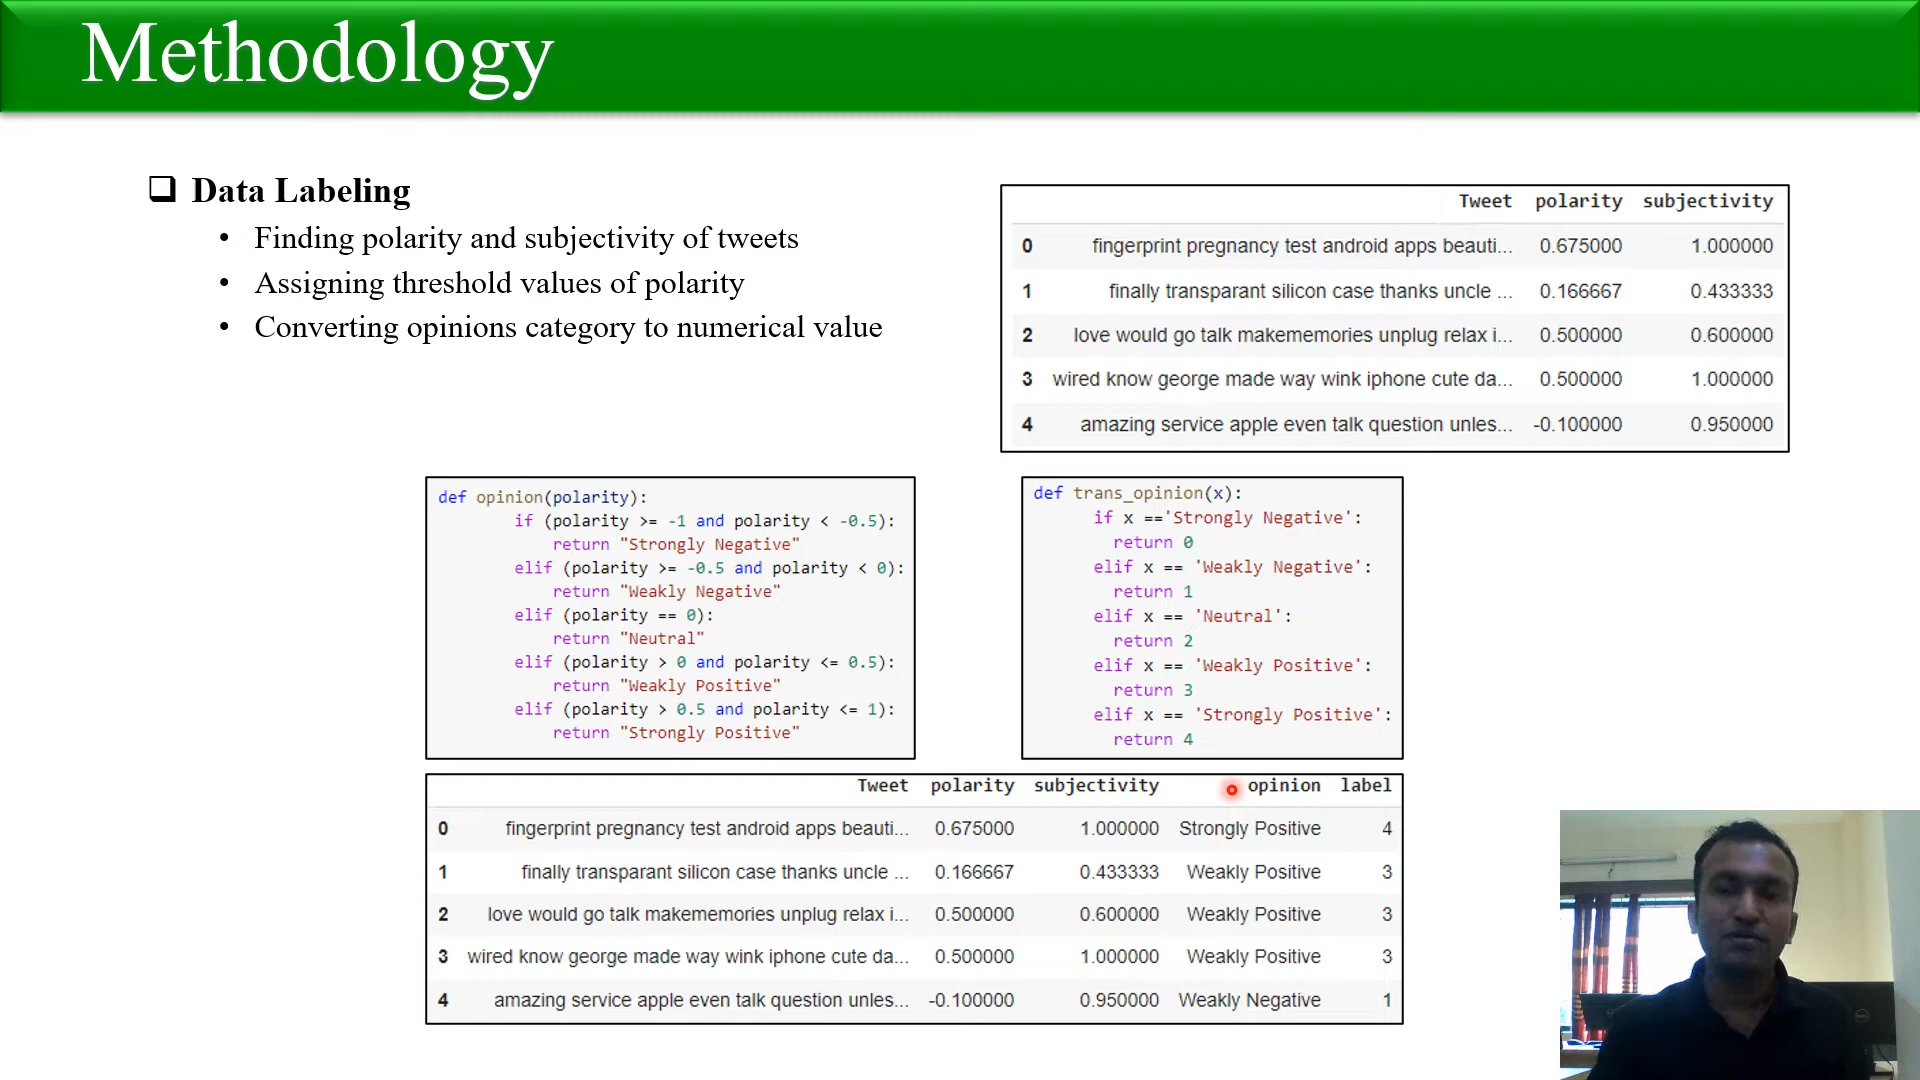 Methodology
❑ Data Labeling
• Finding polarity and subjectivity of tweets
• Assigning threshold values of polarity
• Converting opinions category to numerical value
Tweet polarity subjectivity
0 fingerprint pregnancy test android apps beauti... 0.675000 1.000000
1 finally transparant silicon case thanks uncle ... 0.166667 0.433333
2 love would go talk makememories unplug relax i... 0.500000 0.600000
3 wired know george made way wink iphone cute da... 0.500000 1.000000
4 amazing service apple even talk question unles... -0.100000 0.950000
def opinion(polarity):
if (polarity >= -1 and polarity < -0.5):
return "Strongly Negative"
elif (polarity >= -0.5 and polarity < 0):
return "Weakly Negative"
elif (polarity == 0):
return "Neutral"
elif (polarity > 0 and polarity <= 0.5):
return "Weakly Positive"
elif (polarity > 0.5 and polarity <= 1):
return "Strongly Positive"
def trans_opinion(x):
if x =='Strongly Negative':
return 0
elif x == 'Weakly Negative':
return 1
elif x == 'Neutral':
return 2
elif x == 'Weakly Positive':
return 3
elif x == 'Strongly Positive':
return 4
Tweet polarity subjectivity opinion label
0 fingerprint pregnancy test android apps beauti... 0.675000 1.000000 Strongly Positive 4
1 finally transparant silicon case thanks uncle ... 0.166667 0.433333 Weakly Positive 3
2 love would go talk makememories unplug relax i... 0.500000 0.600000 Weakly Positive 3
3 wired know george made way wink iphone cute da... 0.500000 1.000000 Weakly Positive 3
4 amazing service apple even talk question unles... -0.100000 0.950000 Weakly Negative 1